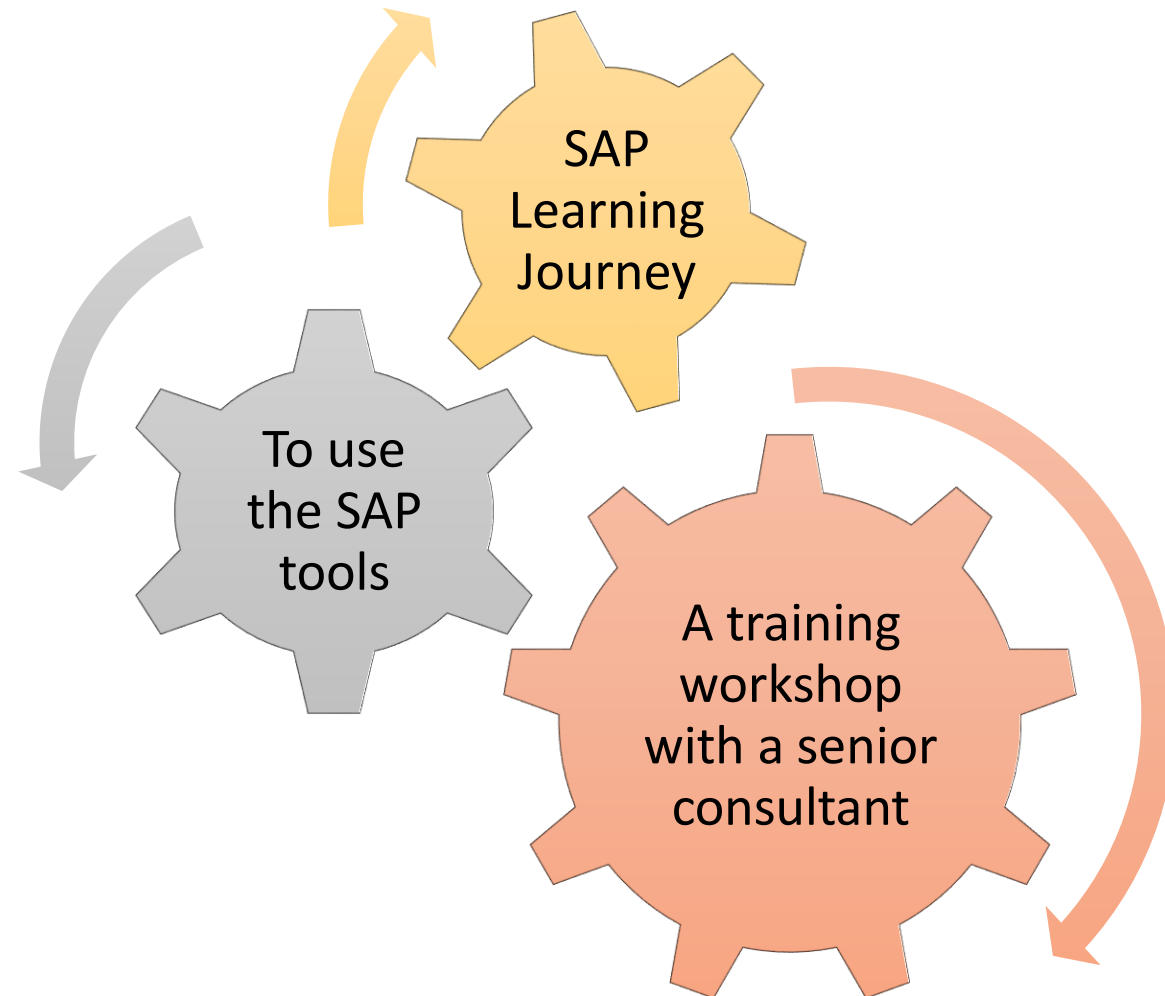 SAP
Learning
Journey
To use
the SAP
tools
A training
workshop
with a senior
consultant